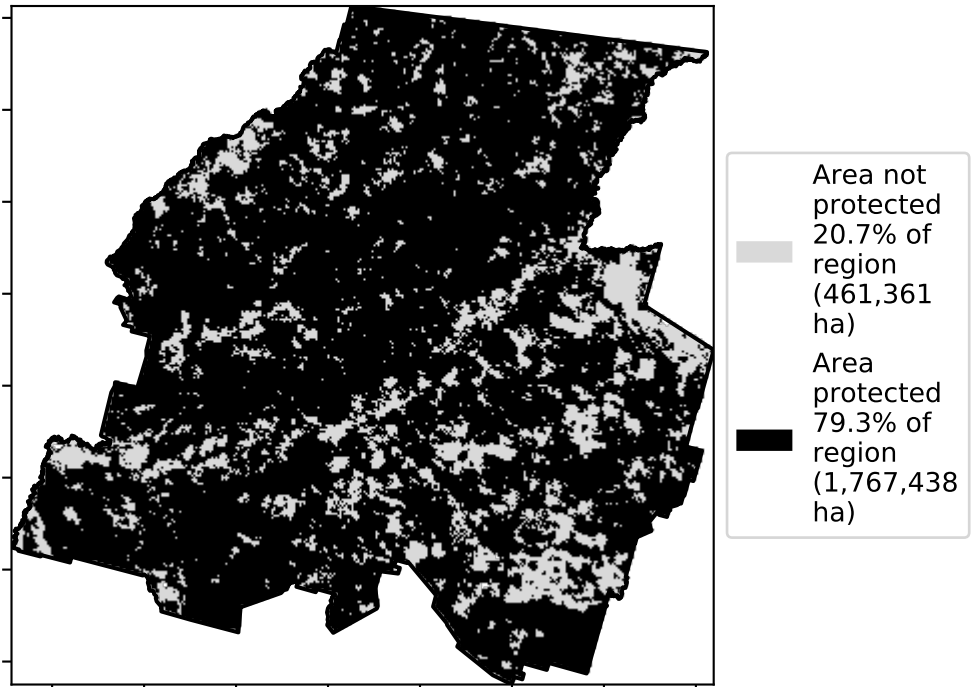 Area not
protected
20.7% of
region
(461,361
ha)
Area
protected
79.3% of
region
(1,767,438
ha)